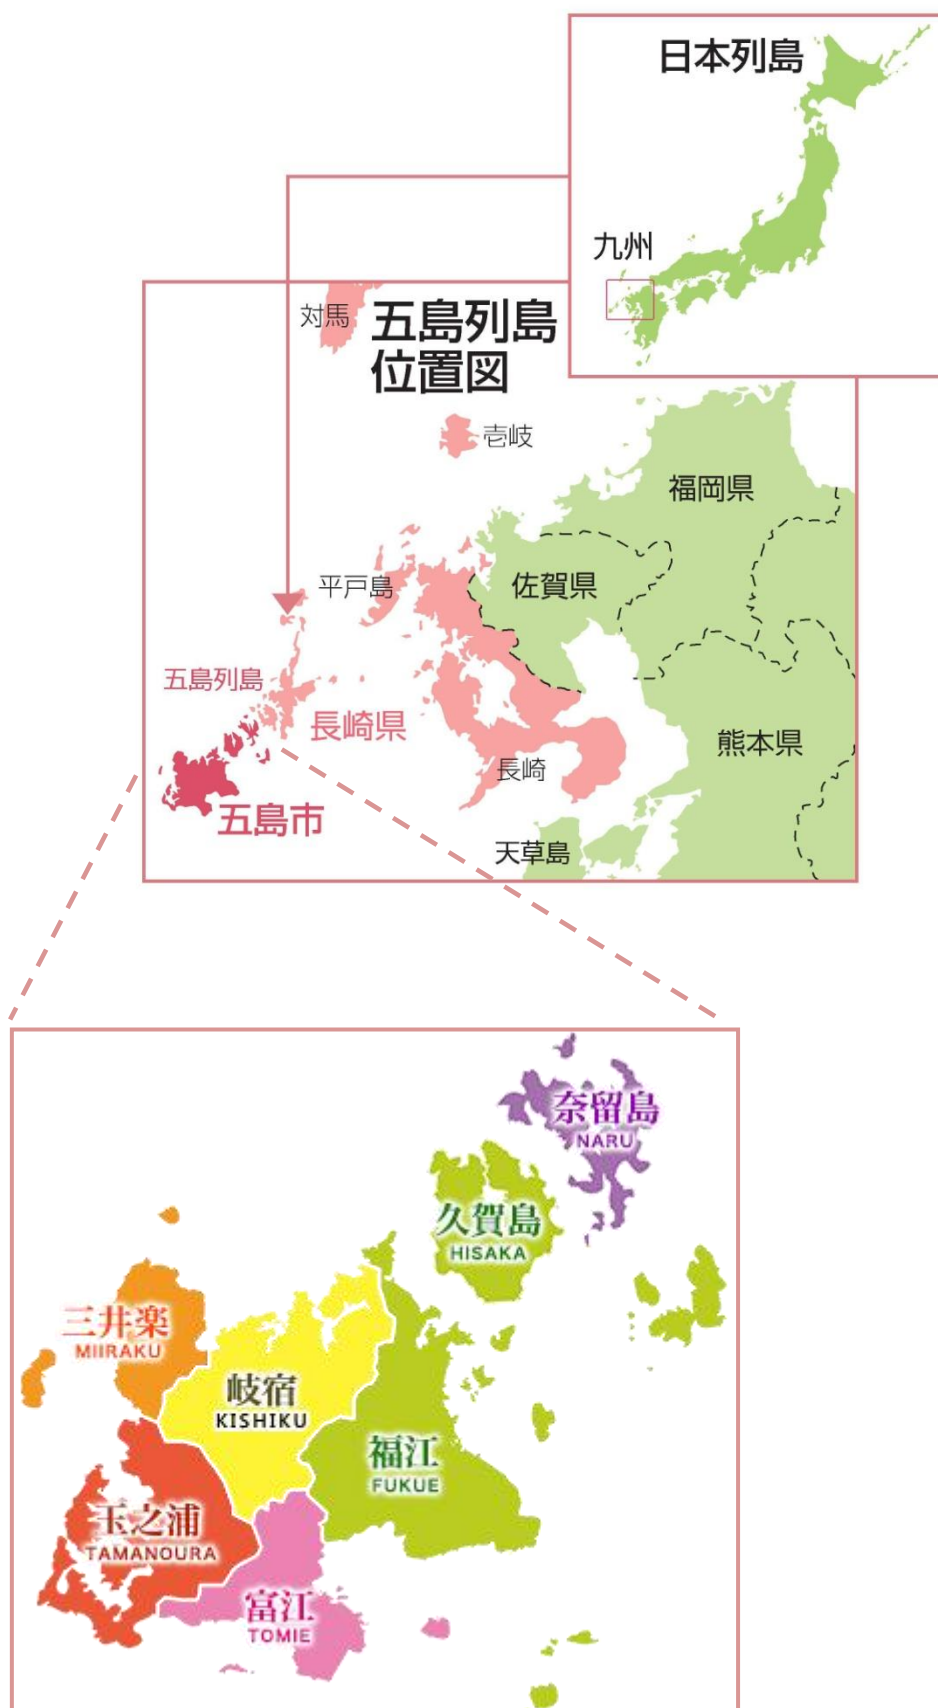 日本列島
九州
対馬
五島列島
位置図
壱岐
福岡県
平戸島
佐賀県
五島列島
長崎県
熊本県
長崎
五島市
天草島
奈留島
NARU
久賀島
HISAKA
三井楽
MIIRAKU
岐宿
KISHIKU
福江
FUKUE
玉之浦
TAMANOURA
富江
TOMIE